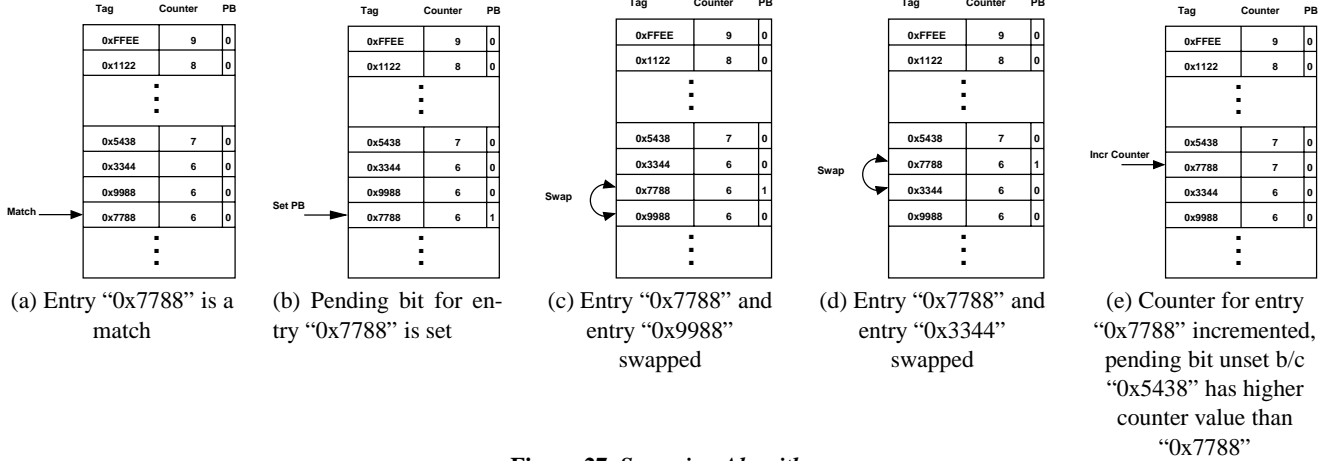 Tag Counter PB
0xFFEE 9 0
0x1122 8 0
0x5438 7 0
0x3344 6 0
0x9988 6 0
Match 0x7788 6 0
(a) Entry “0x7788” is a
match
Tag Counter PB
0xFFEE 9 0
0x1122 8 0
0x5438 7 0
0x3344 6 0
0x9988 6 0
Set PB 0x7788 6 1
(b) Pending bit for en-
try “0x7788” is set
Tag Counter PB
0xFFEE 9 0
0x1122 8 0
0x5438 7 0
0x3344 6 0
0x7788 6 1
Swap
0x9988 6 0
(c) Entry “0x7788” and
entry “0x9988”
swapped
Tag Counter PB
0xFFEE 9 0
0x1122 8 0
0x5438 7 0
0x7788 6 1
Swap
0x3344 6 0
0x9988 6 0
(d) Entry “0x7788” and
entry “0x3344”
swapped
Tag Counter PB
0xFFEE 9 0
0x1122 8 0
0x5438 7 0
Incr Counter
0x7788 7 0
0x3344 6 0
0x9988 6 0
(e) Counter for entry
“0x7788” incremented,
pending bit unset b/c
“0x5438” has higher
counter value than
“0x7788”
Figure 27. Swapping Algorithm